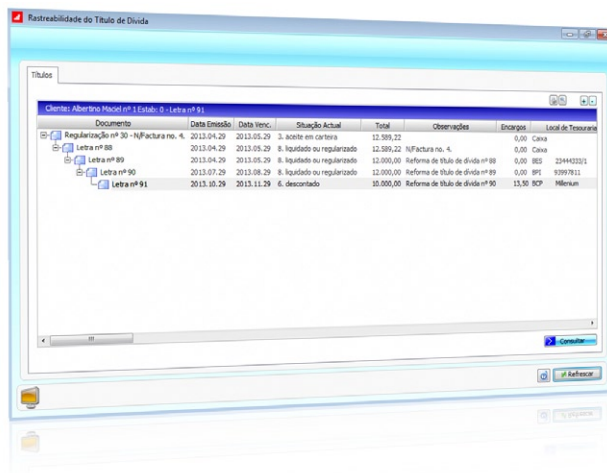 Rastreabilidade do Título de Dívida
Títulos
Cliente: Albertino Maciel nº 1 Estab: 0 - Letra nº 91
Documento Data Emissão Data Venc. Situação Actual Total Observações Encargos Local de Tesouraria
Regularização nº 30 - N/Factura no. 4, 2013.04.29 2013.05.29 3. aceite em carteira 12.589,22 0,00 Caixa
Letra nº 88 2013.04.29 2013.05.29 8. liquidado ou regularizado 12.589,22 N/Factura no. 4, 0,00 Caixa
Letra nº 89 2013.04.29 2013.05.29 8. liquidado ou regularizado 12.000,00 Reforma de título de dívida nº 88 0,00 BES 23444333/1
Letra nº 90 2013.07.29 2013.08.29 8. liquidado ou regularizado 12.000,00 Reforma de título de dívida nº 89 0,00 BPI 93997811
Letra nº 91 2013.10.29 2013.11.29 6. descontado 10.000,00 Reforma de título de dívida nº 90 13,50 BCP Millenium
Consultar
Refrescar